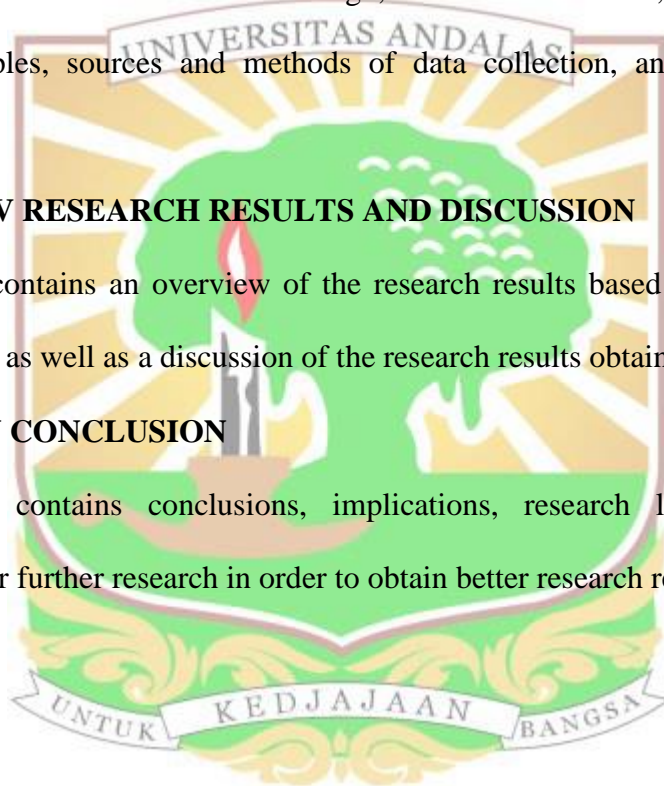 UNIVERSITAS ANDALAS
sources and methods of data collection, an
RESEARCH RESULTS AND DISCUSSION
contains an overview of the research results based
as well as a discussion of the research results obtain
CONCLUSION
contains conclusions, implications, research
further research in order to obtain better research
UNTUK KEDJAJAAN BANGSA